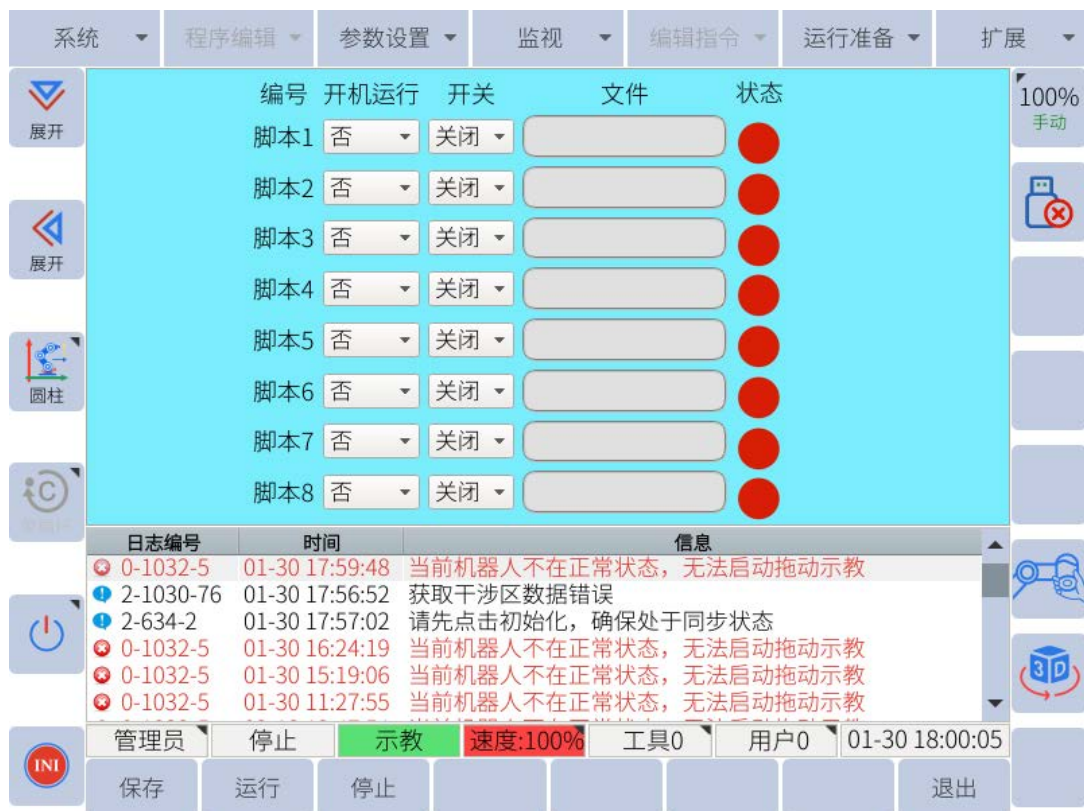 系统 程序编辑 参数设置 监视 编辑指令 运行准备 扩展
展开
100%
手动
编号 开机运行 开关 文件 状态
脚本1 否 关闭
脚本2 否 关闭
脚本3 否 关闭
展开
脚本4 否 关闭
脚本5 否 关闭
圆柱
脚本6 否 关闭
脚本7 否 关闭
C
脚本8 否 关闭
日志编号 时间 信息
0-1032-5 01-30 17:59:48 当前机器人不在正常状态，无法启动拖动示教
2-1030-76 01-30 17:56:52 获取干涉区数据错误
2-634-2 01-30 17:57:02 请先点击初始化，确保处于同步状态
0-1032-5 01-30 16:24:19 当前机器人不在正常状态，无法启动拖动示教
0-1032-5 01-30 15:19:06 当前机器人不在正常状态，无法启动拖动示教
0-1032-5 01-30 11:27:55 当前机器人不在正常状态，无法启动拖动示教
3D
管理员 停止 示教 速度:100% 工具0 用户0 01-30 18:00:05
INI
保存 运行 停止 退出